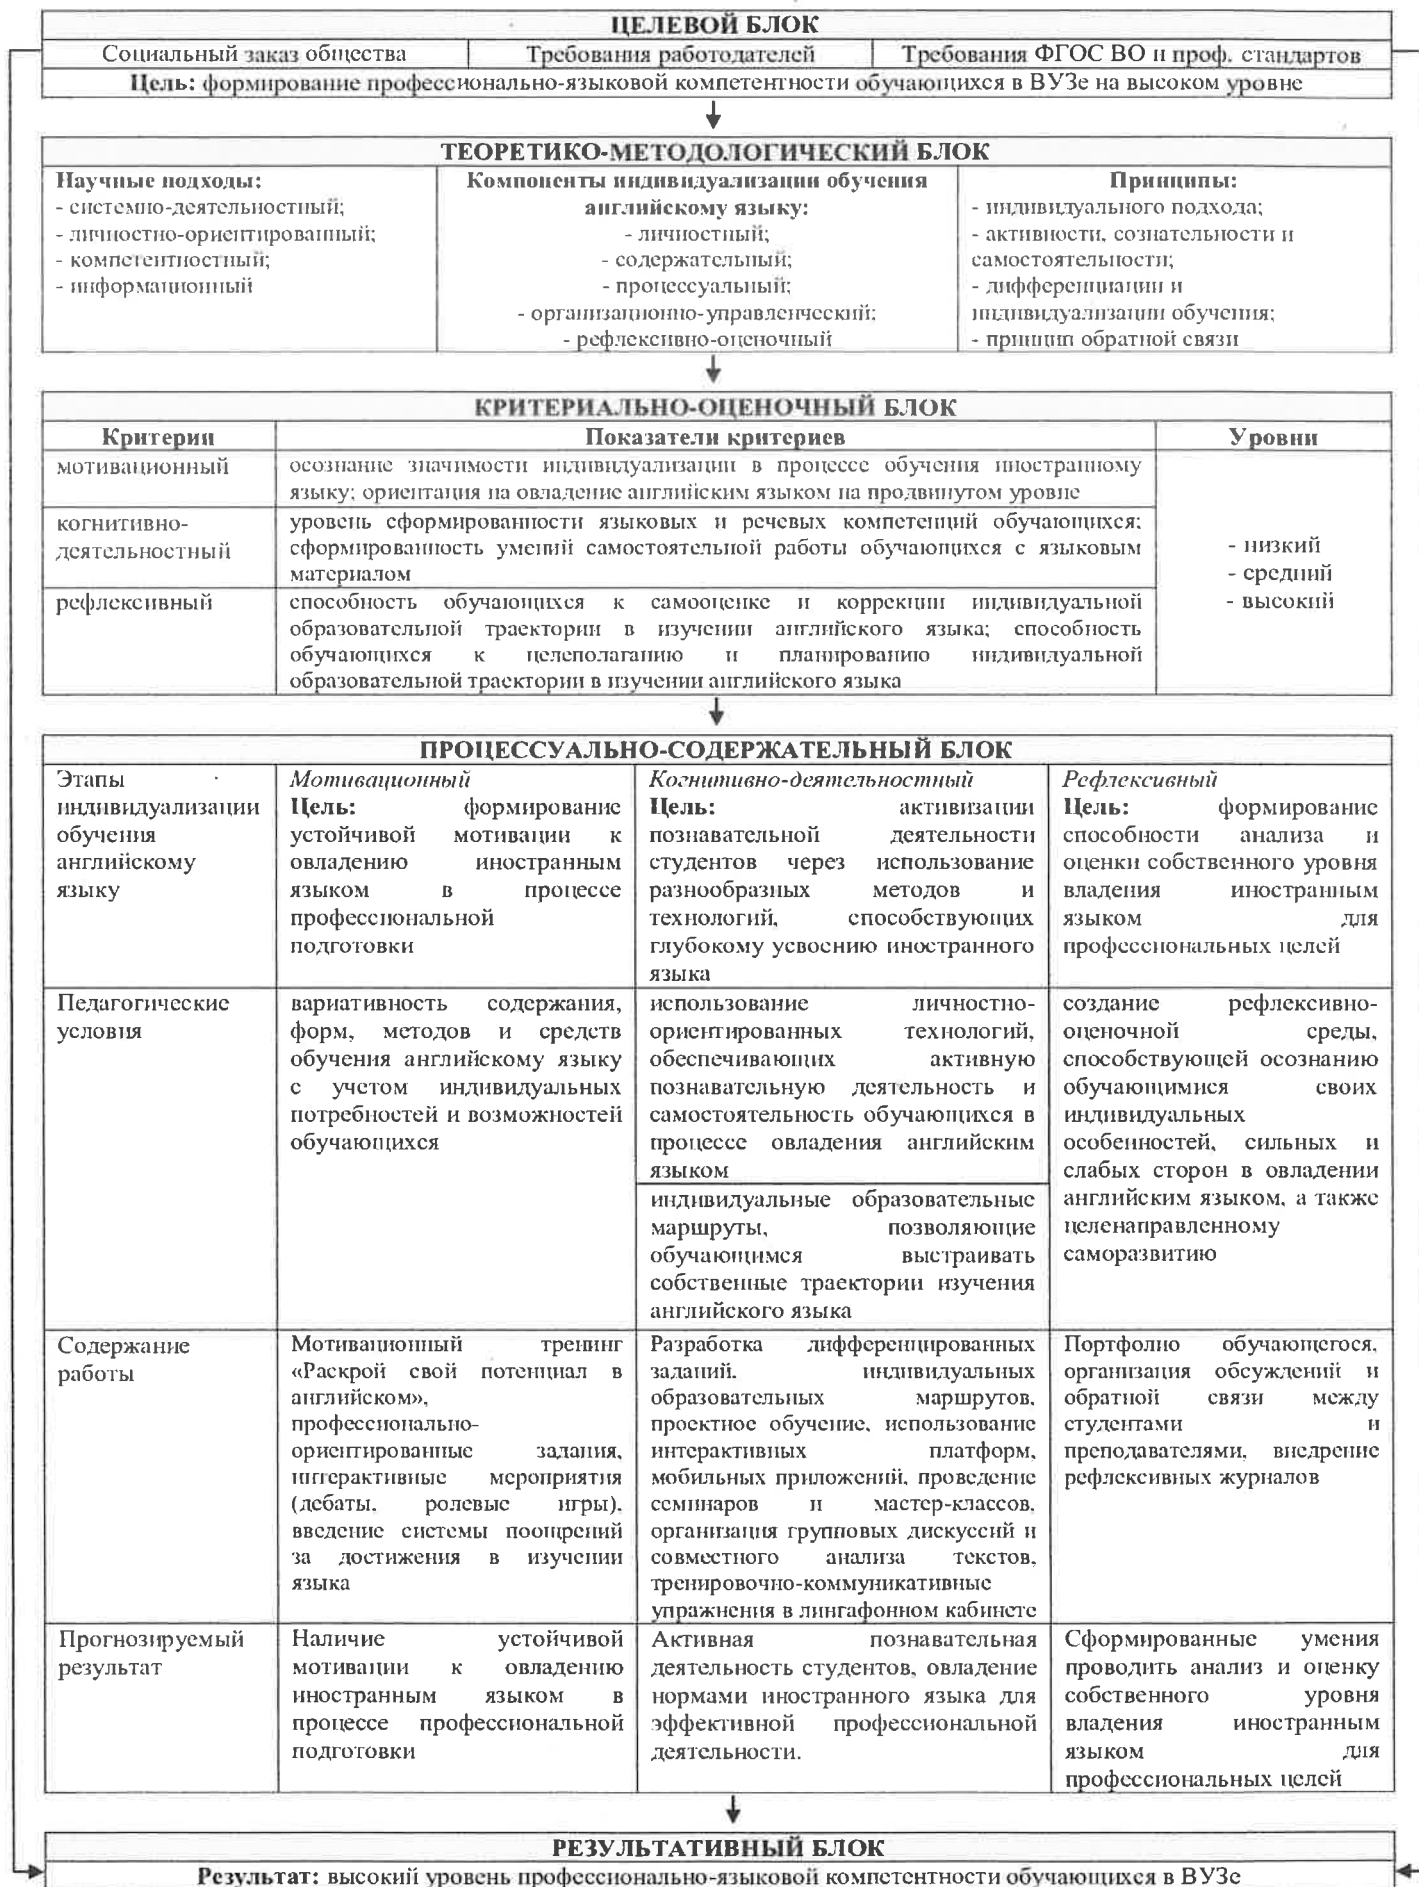 ЦЕЛЕВОЙ БЛОК
Социальный заказ общества
Требования работодателей
Требования ФГОС ВО и проф. стандартов
Цель: формирование профессионально-языковой компетентности обучающихся в ВУЗе на высоком уровне
ТЕОРЕТИКО-МЕТОДОЛОГИЧЕСКИЙ БЛОК
Научные подходы:
- системно-деятельностный;
- личностно-ориентированный;
- компетентностный;
- информационный
Компоненты индивидуализации обучения
английскому языку:
- личностный;
- содержательный;
- процессуальный;
- организационно-управленческий;
- рефлексивно-оценочный
Принципы:
- индивидуального подхода;
- активности, сознательности и
самостоятельности;
- дифференциации и
индивидуализации обучения;
- принцип обратной связи
КРИТЕРИАЛЬНО-ОЦЕНОЧНЫЙ БЛОК
Критерии
Показатели критериев
Уровни
мотивационный
осознание значимости индивидуализации в процессе обучения иностранному
языку; ориентация на овладение английским языком на продвинутом уровне
когнитивно-
деятельностный
уровень сформированности языковых и речевых компетенций обучающихся;
сформированность умений самостоятельной работы обучающихся с языковым
материалом
рефлексивный
способность обучающихся к самооценке и коррекции индивидуальной
образовательной траектории в изучении английского языка; способность
обучающихся к целеполаганию и планированию индивидуальной
образовательной траектории в изучении английского языка
- низкий
- средний
- высокий
ПРОЦЕССУАЛЬНО-СОДЕРЖАТЕЛЬНЫЙ БЛОК
Этапы
индивидуализации
обучения
английскому
языку
Мотивационный
Цель: формирование
устойчивой мотивации к
овладению иностранным
языком в процессе
профессиональной
подготовки
Когнитивно-деятельностный
Цель: активизации
познавательной деятельности
студентов через использование
разнообразных методов и
технологий, способствующих
глубокому усвоению иностранного
языка
Рефлексивный
Цель: формирование
способности анализа и
оценки собственного уровня
владения иностранным
языком для
профессиональных целей
Педагогические
условия
вариативность содержания,
форм, методов и средств
обучения английскому языку
с учетом индивидуальных
потребностей и возможностей
обучающихся
использование личностно-
ориентированных технологий,
обеспечивающих активную
познавательную деятельность и
самостоятельность обучающихся в
процессе овладения английским
языком
индивидуальные образовательные
маршруты, позволяющие
обучающимся выстраивать
собственные траектории изучения
английского языка
создание рефлексивно-
оценочной среды,
способствующей осознанию
обучающимися своих
индивидуальных
особенностей, сильных и
слабых сторон в овладении
английским языком, а также
целенаправленному
саморазвитию
Содержание
работы
Мотивационный тренинг
«Раскрой свой потенциал в
английском»,
профессионально-
ориентированные задания,
интерактивные мероприятия
(дебаты, ролевые игры),
введение системы поощрений
за достижения в изучении
языка
Разработка дифференцированных
заданий, индивидуальных
образовательных маршрутов,
проектное обучение, использование
интерактивных платформ,
мобильных приложений, проведение
семинаров и мастер-классов,
организация групповых дискуссий и
совместного анализа текстов,
тренировочно-коммуникативные
упражнения в лингафонном кабинете
Портфолио обучающегося,
организация обсуждений и
обратной связи между
студентами и
преподавателями, внедрение
рефлексивных журналов
Прогнозируемый
результат
Наличие устойчивой
мотивации к овладению
иностранным языком в
процессе профессиональной
подготовки
Активная познавательная
деятельность студентов, овладение
нормами иностранного языка для
эффективной профессиональной
деятельности.
Сформированные умения
проводить анализ и оценку
собственного уровня
владения иностранным
языком для
профессиональных целей
РЕЗУЛЬТАТИВНЫЙ БЛОК
Результат: высокий уровень профессионально-языковой компетентности обучающихся в ВУЗе